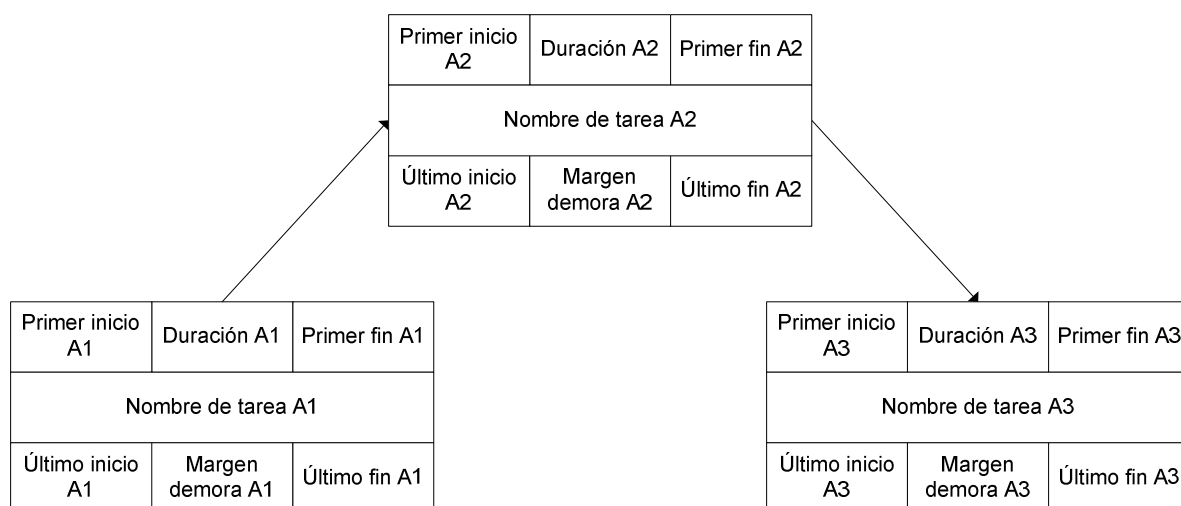 Primer inicio
A2
Duración A2
Primer fin A2
Nombre de tarea A2
Último inicio
A2
Margen
demora A2
Último fin A2
Primer inicio
A1
Duración A1
Primer fin A1
Nombre de tarea A1
Último inicio
A1
Margen
demora A1
Último fin A1
Primer inicio
A3
Duración A3
Primer fin A3
Nombre de tarea A3
Último inicio
A3
Margen
demora A3
Último fin A3